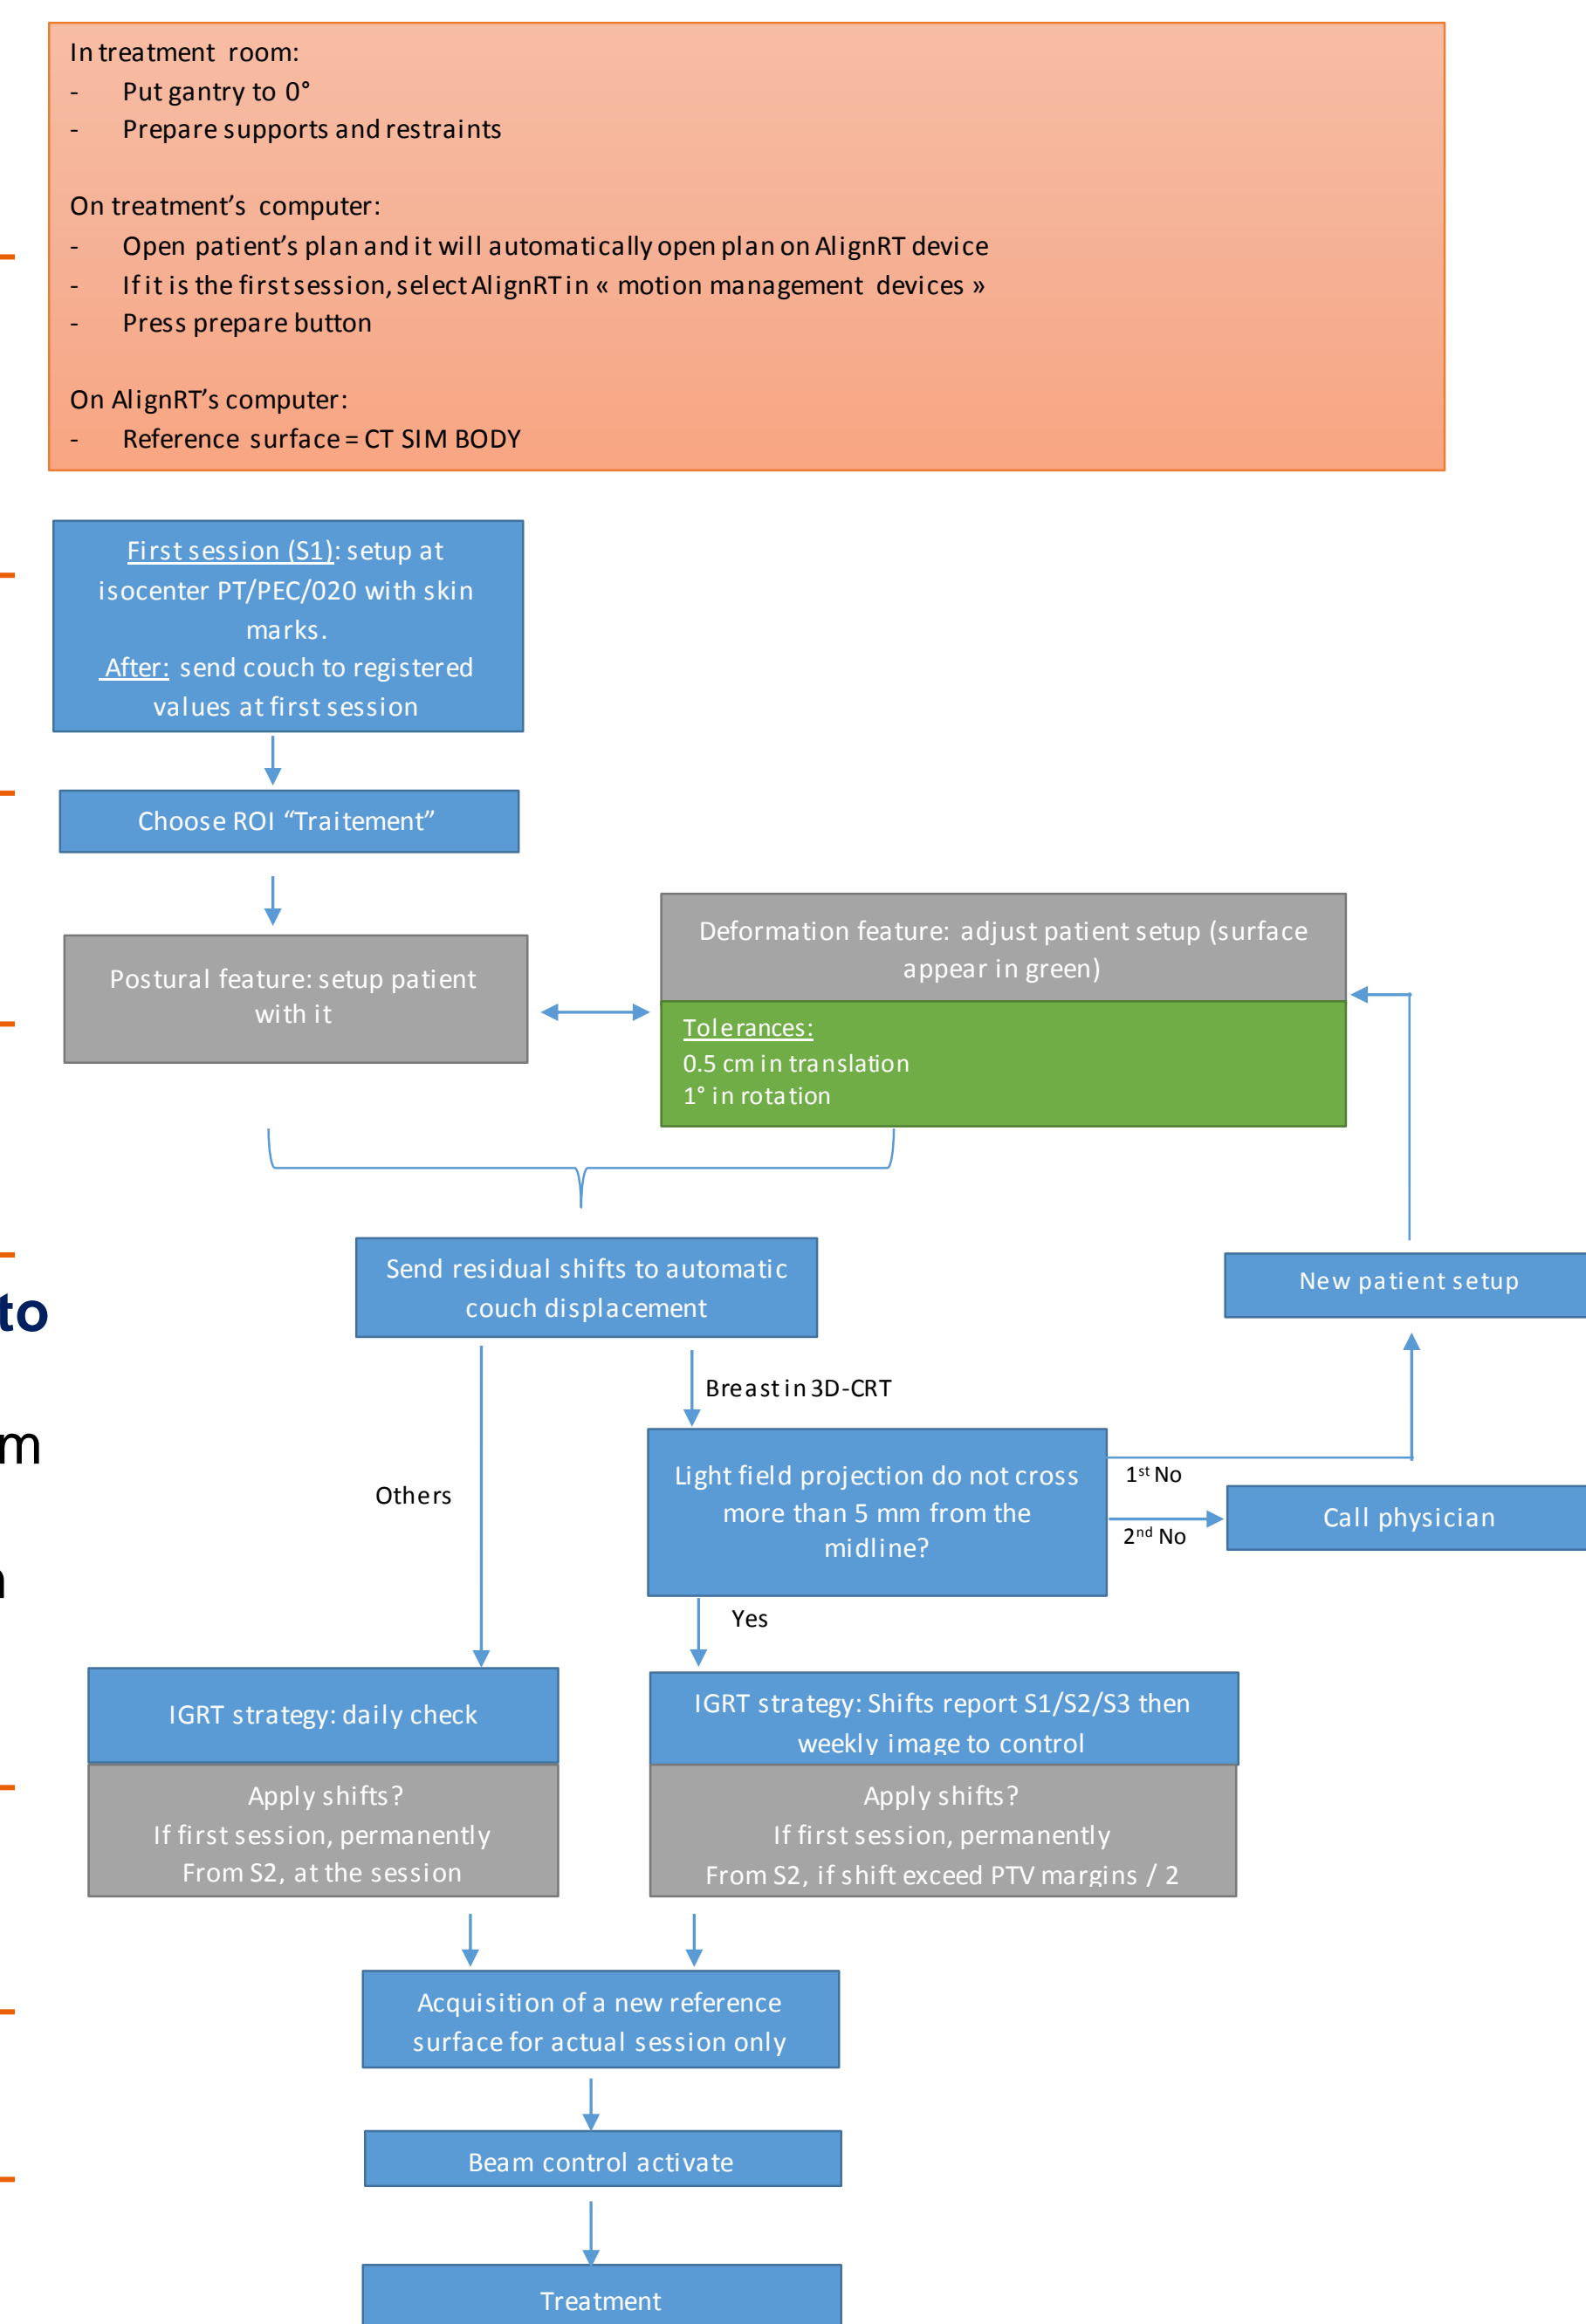 In treatment room:
- Put gantry to 0°
- Prepare supports and restraints
On treatment's computer:
- Open patient's plan and it will automatically open plan on AlignRT device
- If it is the first session, select AlignRT in « motion management devices »
- Press prepare button
On AlignRT's computer:
- Reference surface = CT SIM BODY
First session (S1): setup at
isocenter PT/PEC/020 with skin
marks.
After: send couch to registered
values at first session
Choose ROI “Traitement”
Postural feature: setup patient
with it
Deformation feature: adjust patient setup (surface
appear in green)
Tolerances:
0.5 cm in translation
1° in rotation
Send residual shifts to automatic
couch displacement
New patient setup
to
Breast in 3D-CRT
m
Others
Light field projection do not cross
more than 5 mm from the
midline?
1st No
2nd No
Call physician
Yes
IGRT strategy: daily check
Apply shifts?
If first session, permanently
From S2, at the session
IGRT strategy: Shifts report S1/S2/S3 then
weekly image to control
Apply shifts?
If first session, permanently
From S2, if shift exceed PTV margins / 2
Acquisition of a new reference
surface for actual session only
Beam control activate
Treatment